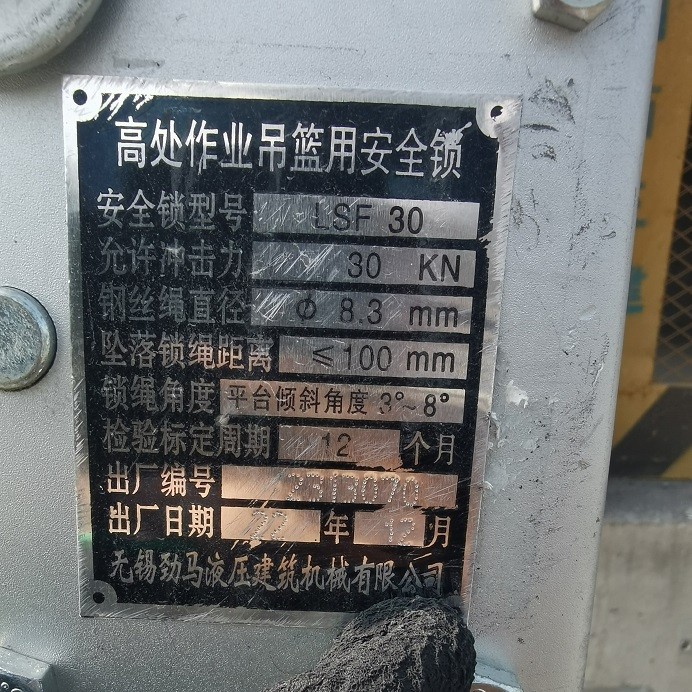 高处作业吊篮用安全锁
安全锁型号 LSF 30
允许冲击力 30 KN
钢丝绳直径 Φ 8.3 mm
坠落锁绳距离 ≤100 mm
锁绳角度 平台倾斜角度 3°~8°
检验标定周期 12 个月
出厂编号 2313070
出厂日期 22 年 12 月
无锡劲马液压建筑机械有限公司